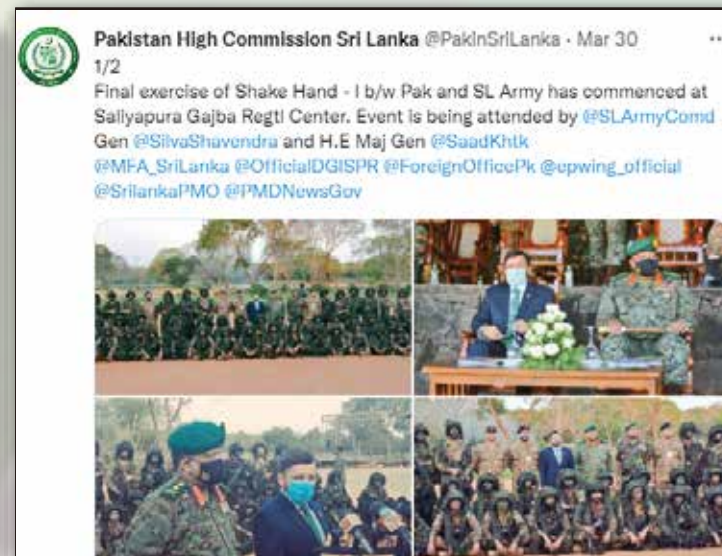 Pakistan High Commission Sri Lanka @PakinSriLanka · Mar 30
1/2
Final exercise of Shake Hand - I b/w Pak and SL Army has commenced at
Saliyapura Gajba Regtl Center. Event is being attended by @SLArmyComd
Gen @SilvaShavendra and H.E Maj Gen @SaadKhtk
@MFA_SriLanka @OfficialDGISPR @ForeignOfficePk @epwing_official
@SrilankaPMO @PMDNewsGov